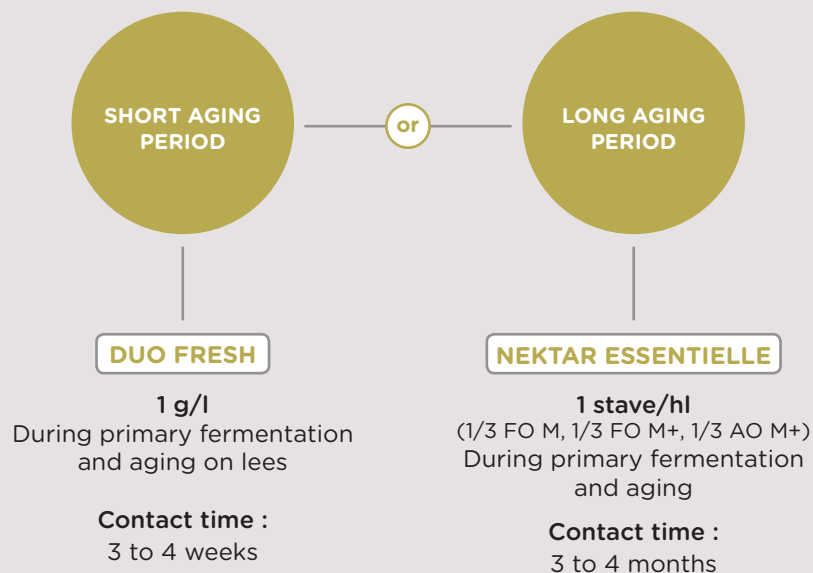 SHORT AGING
PERIOD
or
LONG AGING
PERIOD
DUO FRESH
1 g/l
During primary fermentation
and aging on lees
Contact time :
3 to 4 weeks
NEKTAR ESSENTIELLE
1 stave/hl
(1/3 FO M, 1/3 FO M+, 1/3 AO M+)
During primary fermentation
and aging
Contact time :
3 to 4 months